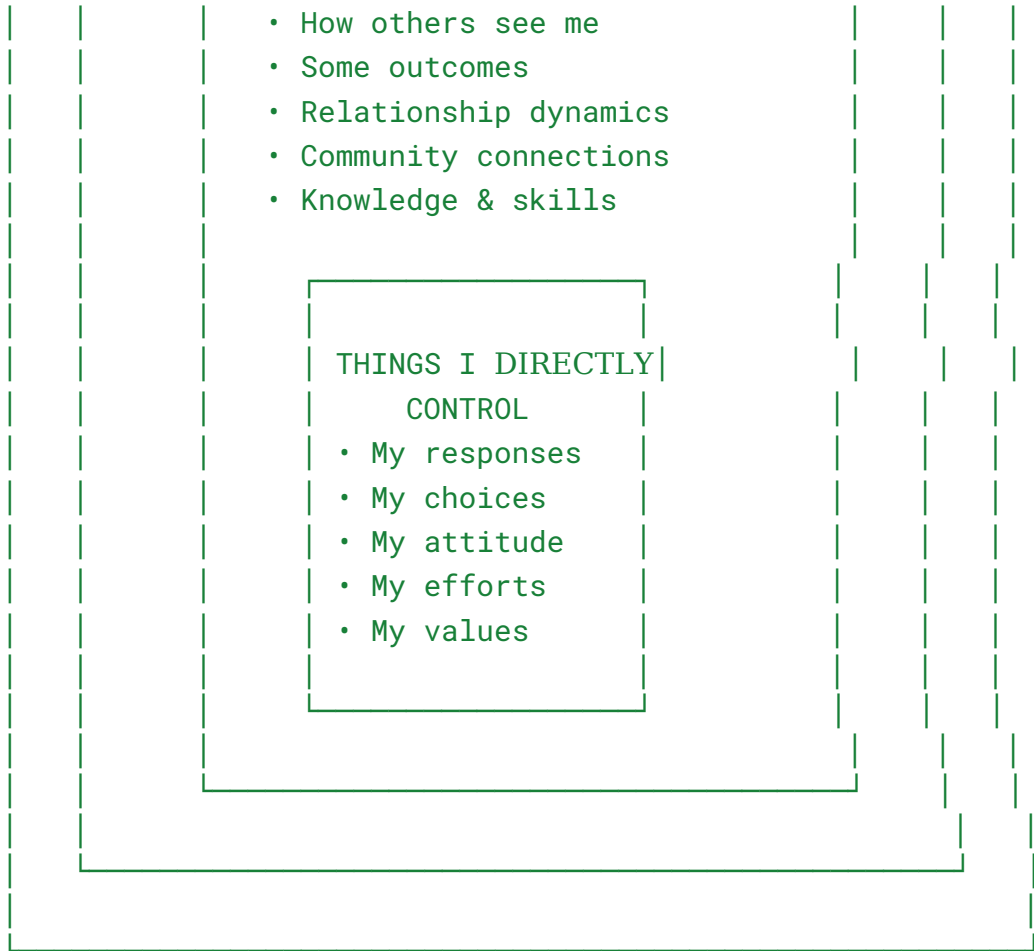 • How others see me
• Some outcomes
• Relationship dynamics
• Community connections
• Knowledge & skills
THINGS I DIRECTLY
CONTROL
• My responses
• My choices
• My attitude
• My efforts
• My values